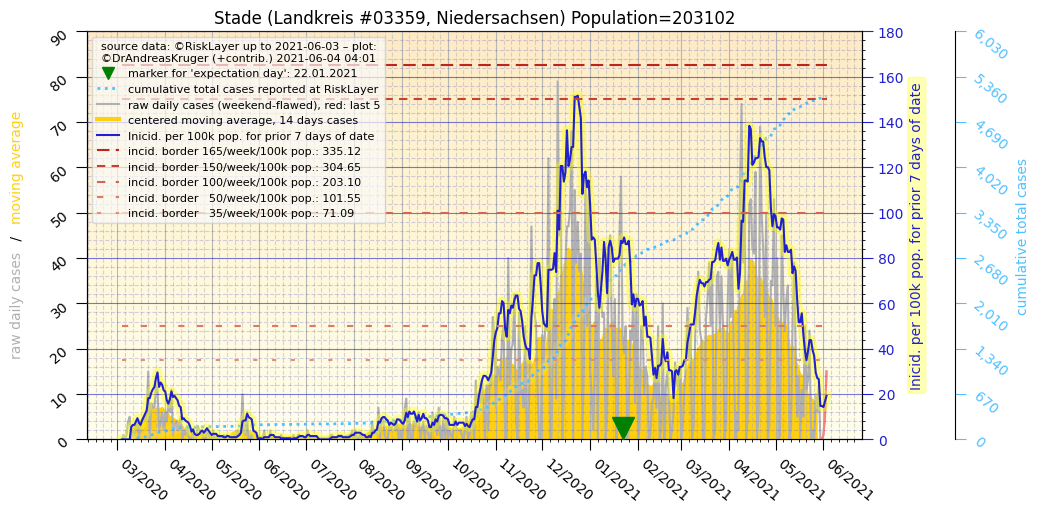 Stade (Landkreis #03359, Niedersachsen) Population=203102
source data: ©RiskLayer up to 2021-06-03 – plot:
©DrAndreasKruger (+contrib.) 2021-06-04 04:01
marker for 'expectation day': 22.01.2021
cumulative total cases reported at RiskLayer
raw daily cases (weekend-flawed), red: last 5
centered moving average, 14 days cases
Inicid. per 100k pop. for prior 7 days of date
incid. border 165/week/100k pop.: 335.12
incid. border 150/week/100k pop.: 304.65
incid. border 100/week/100k pop.: 203.10
incid. border   50/week/100k pop.: 101.55
incid. border   35/week/100k pop.: 71.09
raw daily cases / moving average
90
80
70
60
50
40
30
20
10
0
03/2020
04/2020
05/2020
06/2020
07/2020
08/2020
09/2020
10/2020
11/2020
12/2020
01/2021
02/2021
03/2021
04/2021
05/2021
06/2021
180
160
140
120
100
80
60
40
20
0
Inicid. per 100k pop. for prior 7 days of date
6,030
5,360
4,690
4,020
3,350
2,680
2,010
1,340
670
0
cumulative total cases